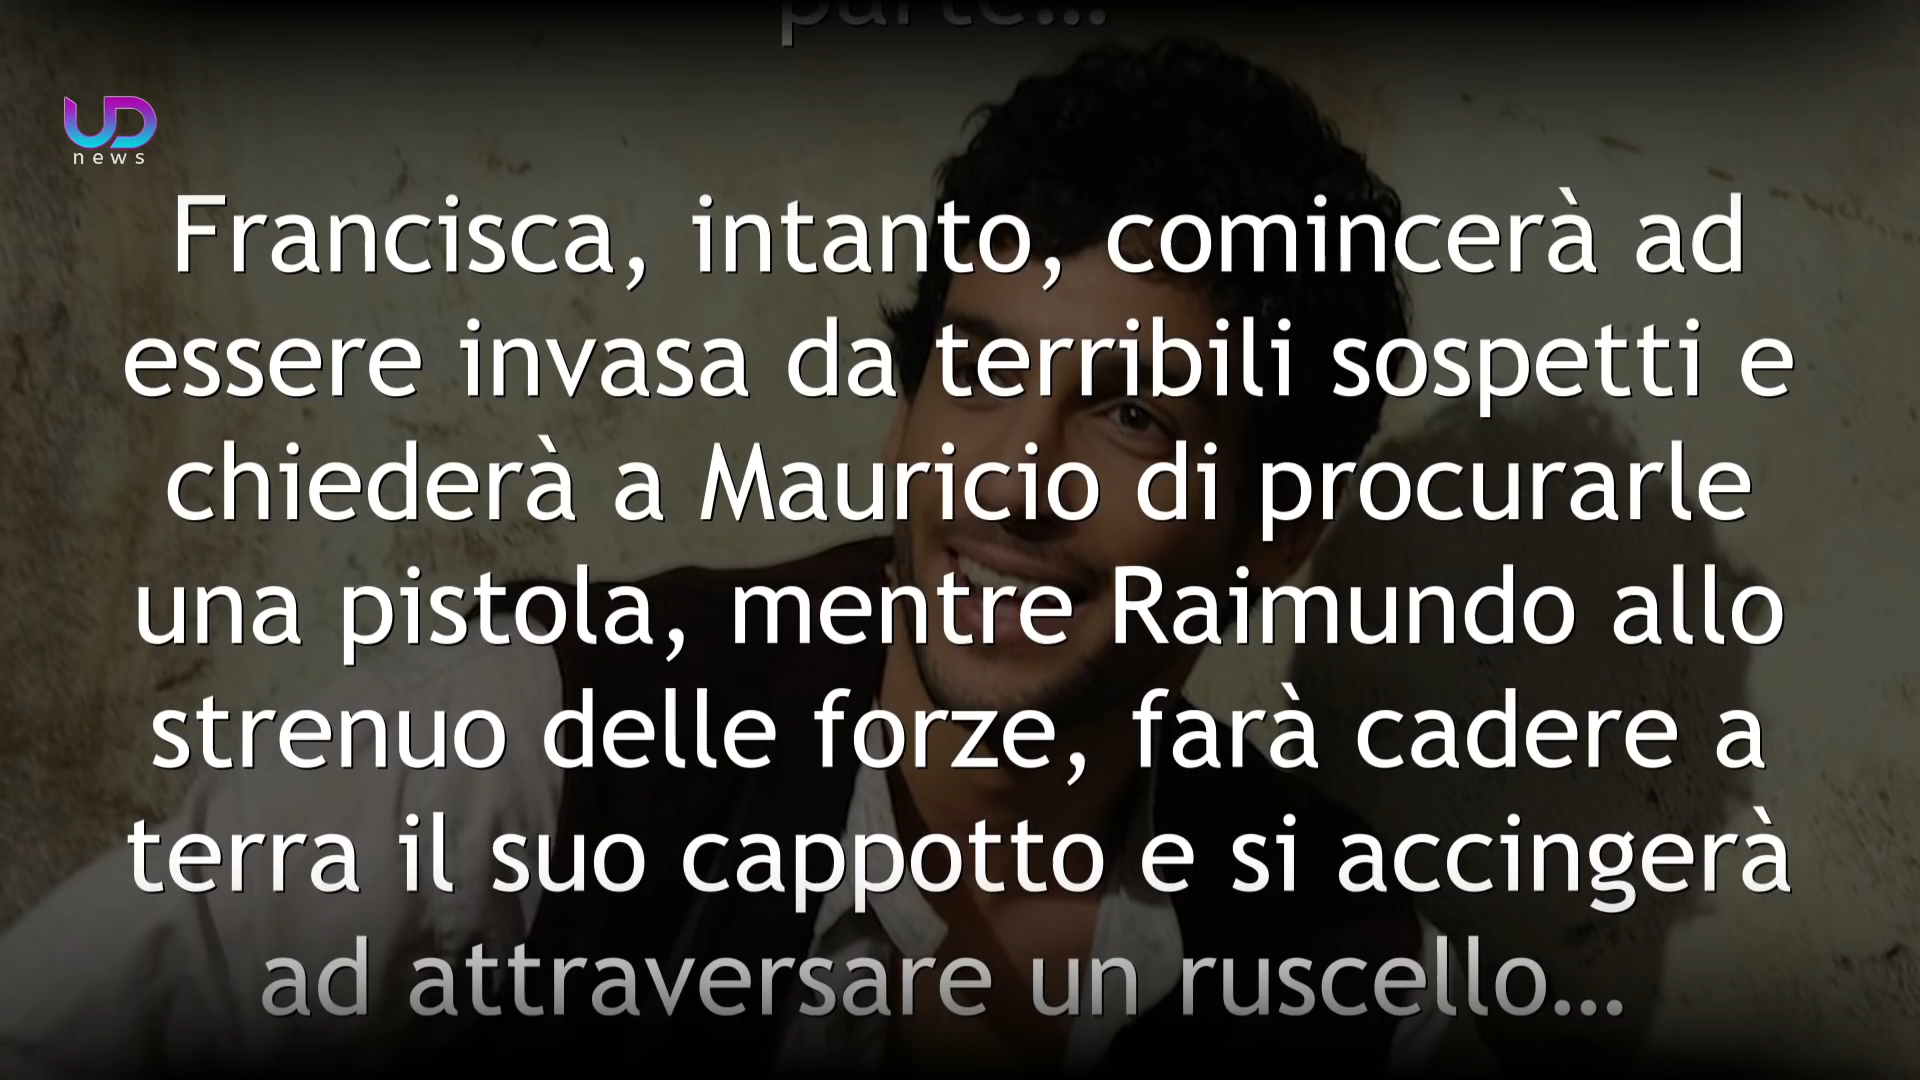 parte...
UD
news
Francisca, intanto, comincerà ad
essere invasa da terribili sospetti e
chiederà a Mauricio di procurarle
una pistola, mentre Raimundo allo
strenuo delle forze, farà cadere a
terra il suo cappotto e si accingerà
ad attraversare un ruscello...